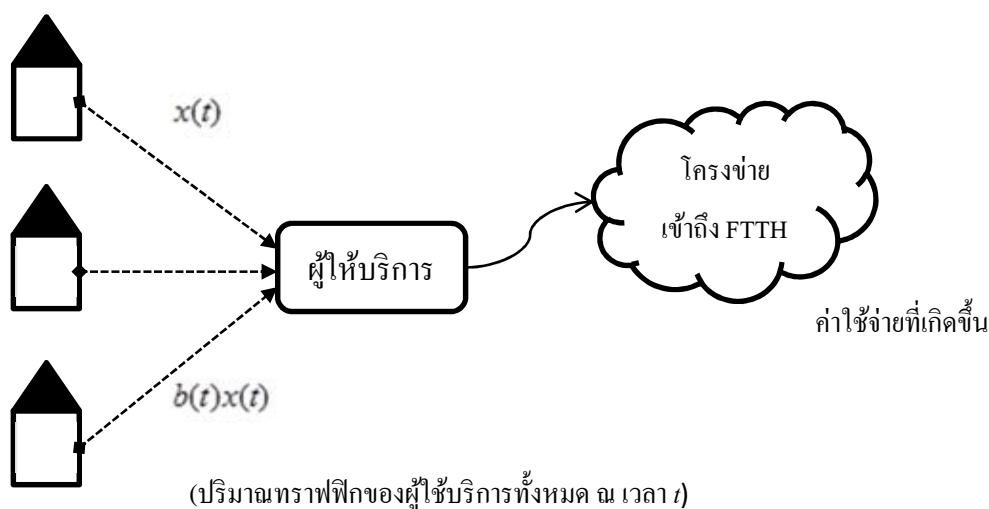 x(t)
โครงข่าย
เข้าถึง FTTH
ผู้ให้บริการ
ค่าใช้จ่ายที่เกิดขึ้น
b(t)x(t)
(ปริมาณทราฟฟิกของผู้ใช้บริการทั้งหมด ณ เวลา t)